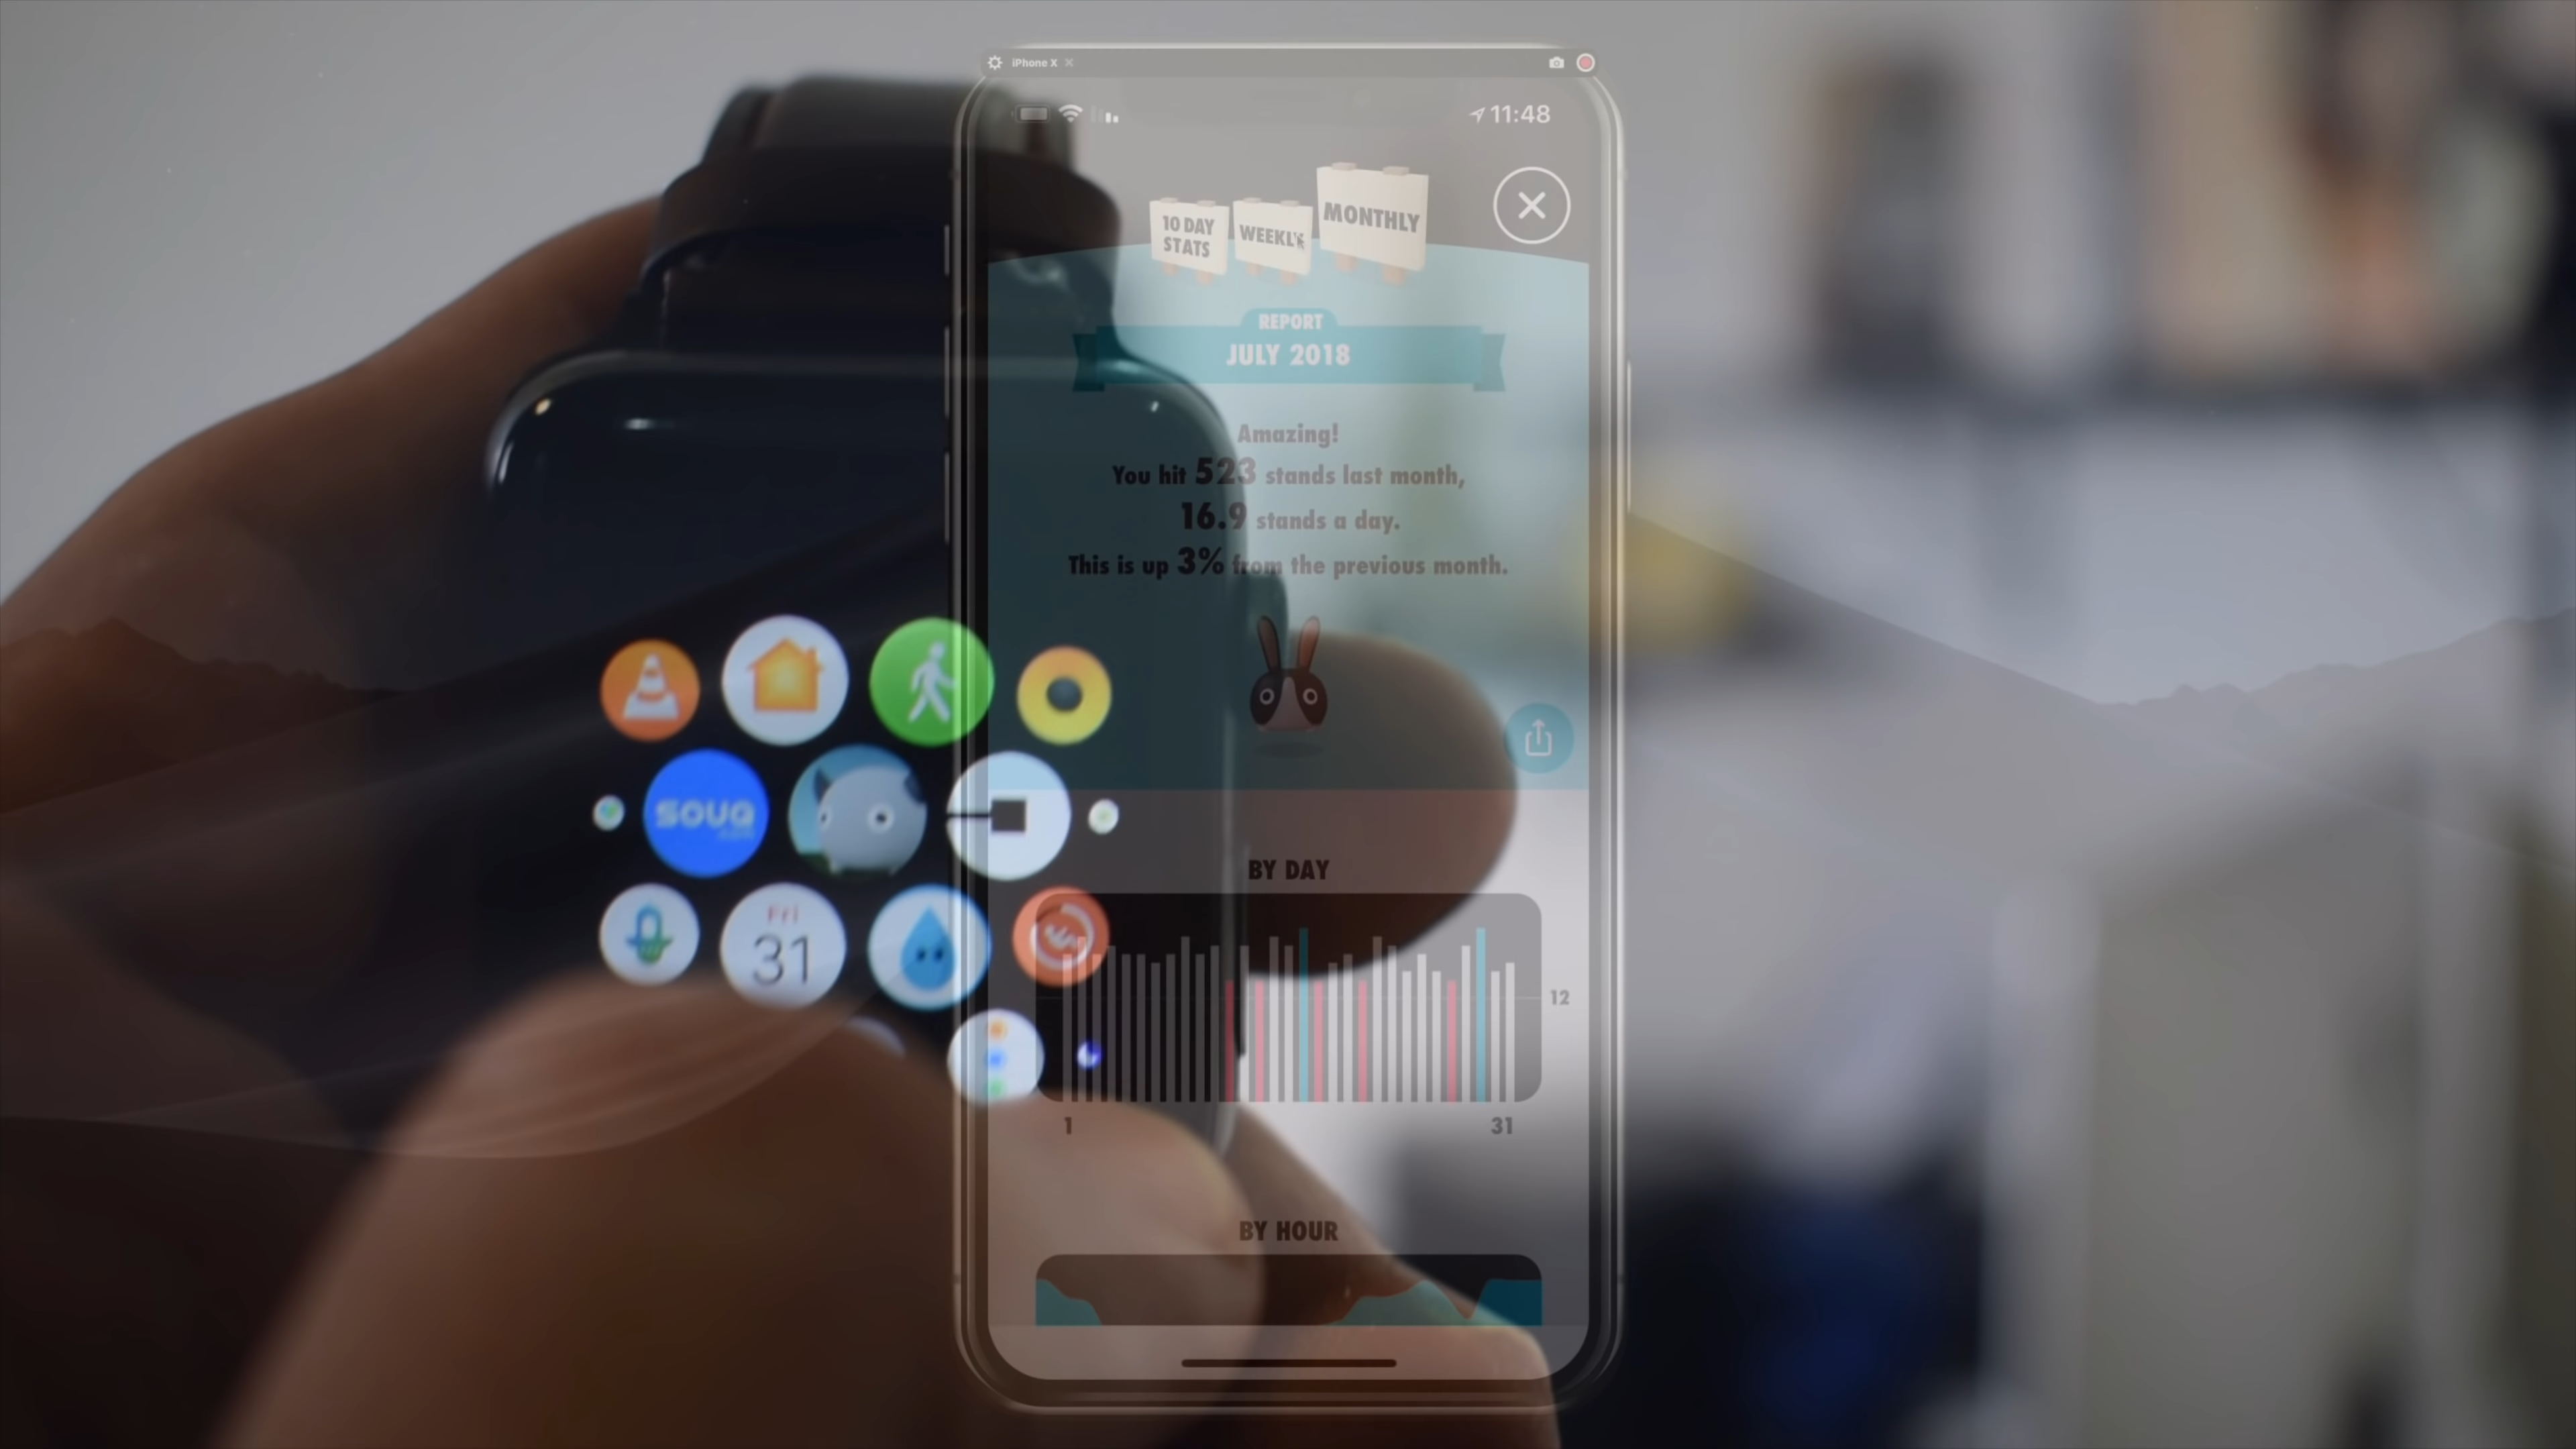 iPhone X
11:48
10 DAY
STATS
WEEKLY
MONTHLY
REPORT
JULY 2018
Amazing!
You hit 523 stands last month,
16.9 stands a day.
This is up 3% from the previous month.
souq
Fri
31
BY DAY
12
1
31
BY HOUR